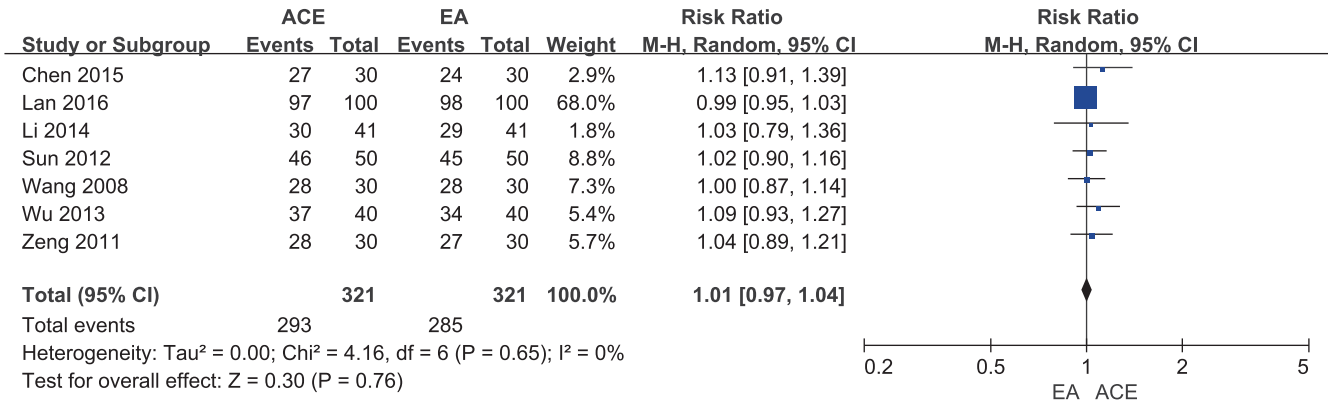 ACE EA Risk Ratio Risk Ratio
Study or Subgroup Events Total Events Total Weight M-H, Random, 95% CI M-H, Random, 95% CI
Chen 2015 27 30 24 30 2.9% 1.13 [0.91, 1.39]
Lan 2016 97 100 98 100 68.0% 0.99 [0.95, 1.03]
Li 2014 30 41 29 41 1.8% 1.03 [0.79, 1.36]
Sun 2012 46 50 45 50 8.8% 1.02 [0.90, 1.16]
Wang 2008 28 30 28 30 7.3% 1.00 [0.87, 1.14]
Wu 2013 37 40 34 40 5.4% 1.09 [0.93, 1.27]
Zeng 2011 28 30 27 30 5.7% 1.04 [0.89, 1.21]
Total (95% CI) 321 321 100.0% 1.01 [0.97, 1.04]
Total events 293 285
Heterogeneity: Tau² = 0.00; Chi² = 4.16, df = 6 (P = 0.65); I² = 0%
Test for overall effect: Z = 0.30 (P = 0.76)
0.2 0.5 1 2 5
EA ACE